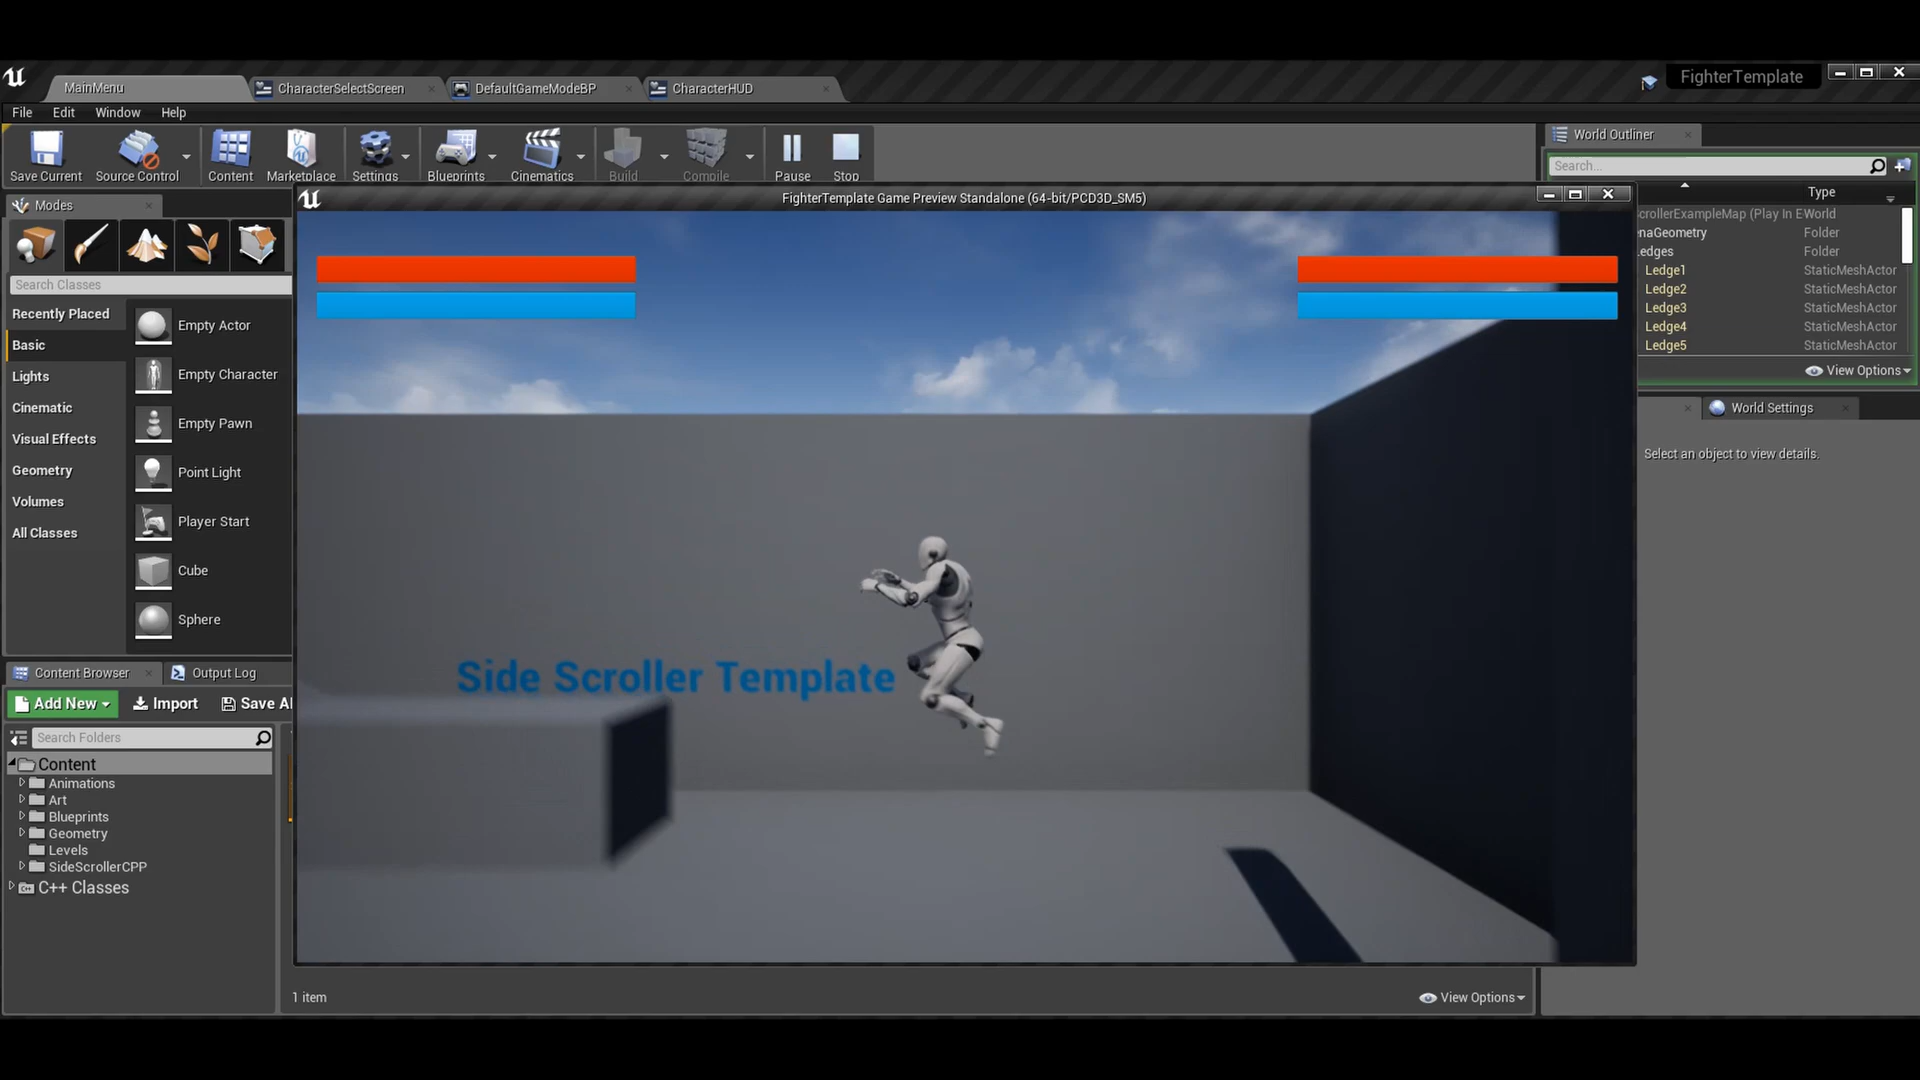 MainMenu
CharacterSelectScreen
DefaultGameModeBP
CharacterHUD
FighterTemplate
File Edit Window Help
Save Current
Source Control
Content
Marketplace
Settings
Blueprints
Cinematics
Build
Compile
Pause
Stop
World Outliner
Search...
Type
Modes
FighterTemplate Game Preview Standalone (64-bit/PCD3D_SM5)
Search Classes
Recently Placed
Basic
Lights
Cinematic
Visual Effects
Geometry
Volumes
All Classes
Empty Actor
Empty Character
Empty Pawn
Point Light
Player Start
Cube
Sphere
Side Scroller Template
scrollerExampleMap (Play In E World
enaGeometry Folder
edges Folder
Ledge1 StaticMeshActor
Ledge2 StaticMeshActor
Ledge3 StaticMeshActor
Ledge4 StaticMeshActor
Ledge5 StaticMeshActor
View Options
World Settings
Select an object to view details.
Content Browser
Output Log
Add New
Import
Save Al
Search Folders
Content
Animations
Art
Blueprints
Geometry
Levels
SideScrollerCPP
C++ Classes
1 item
View Options